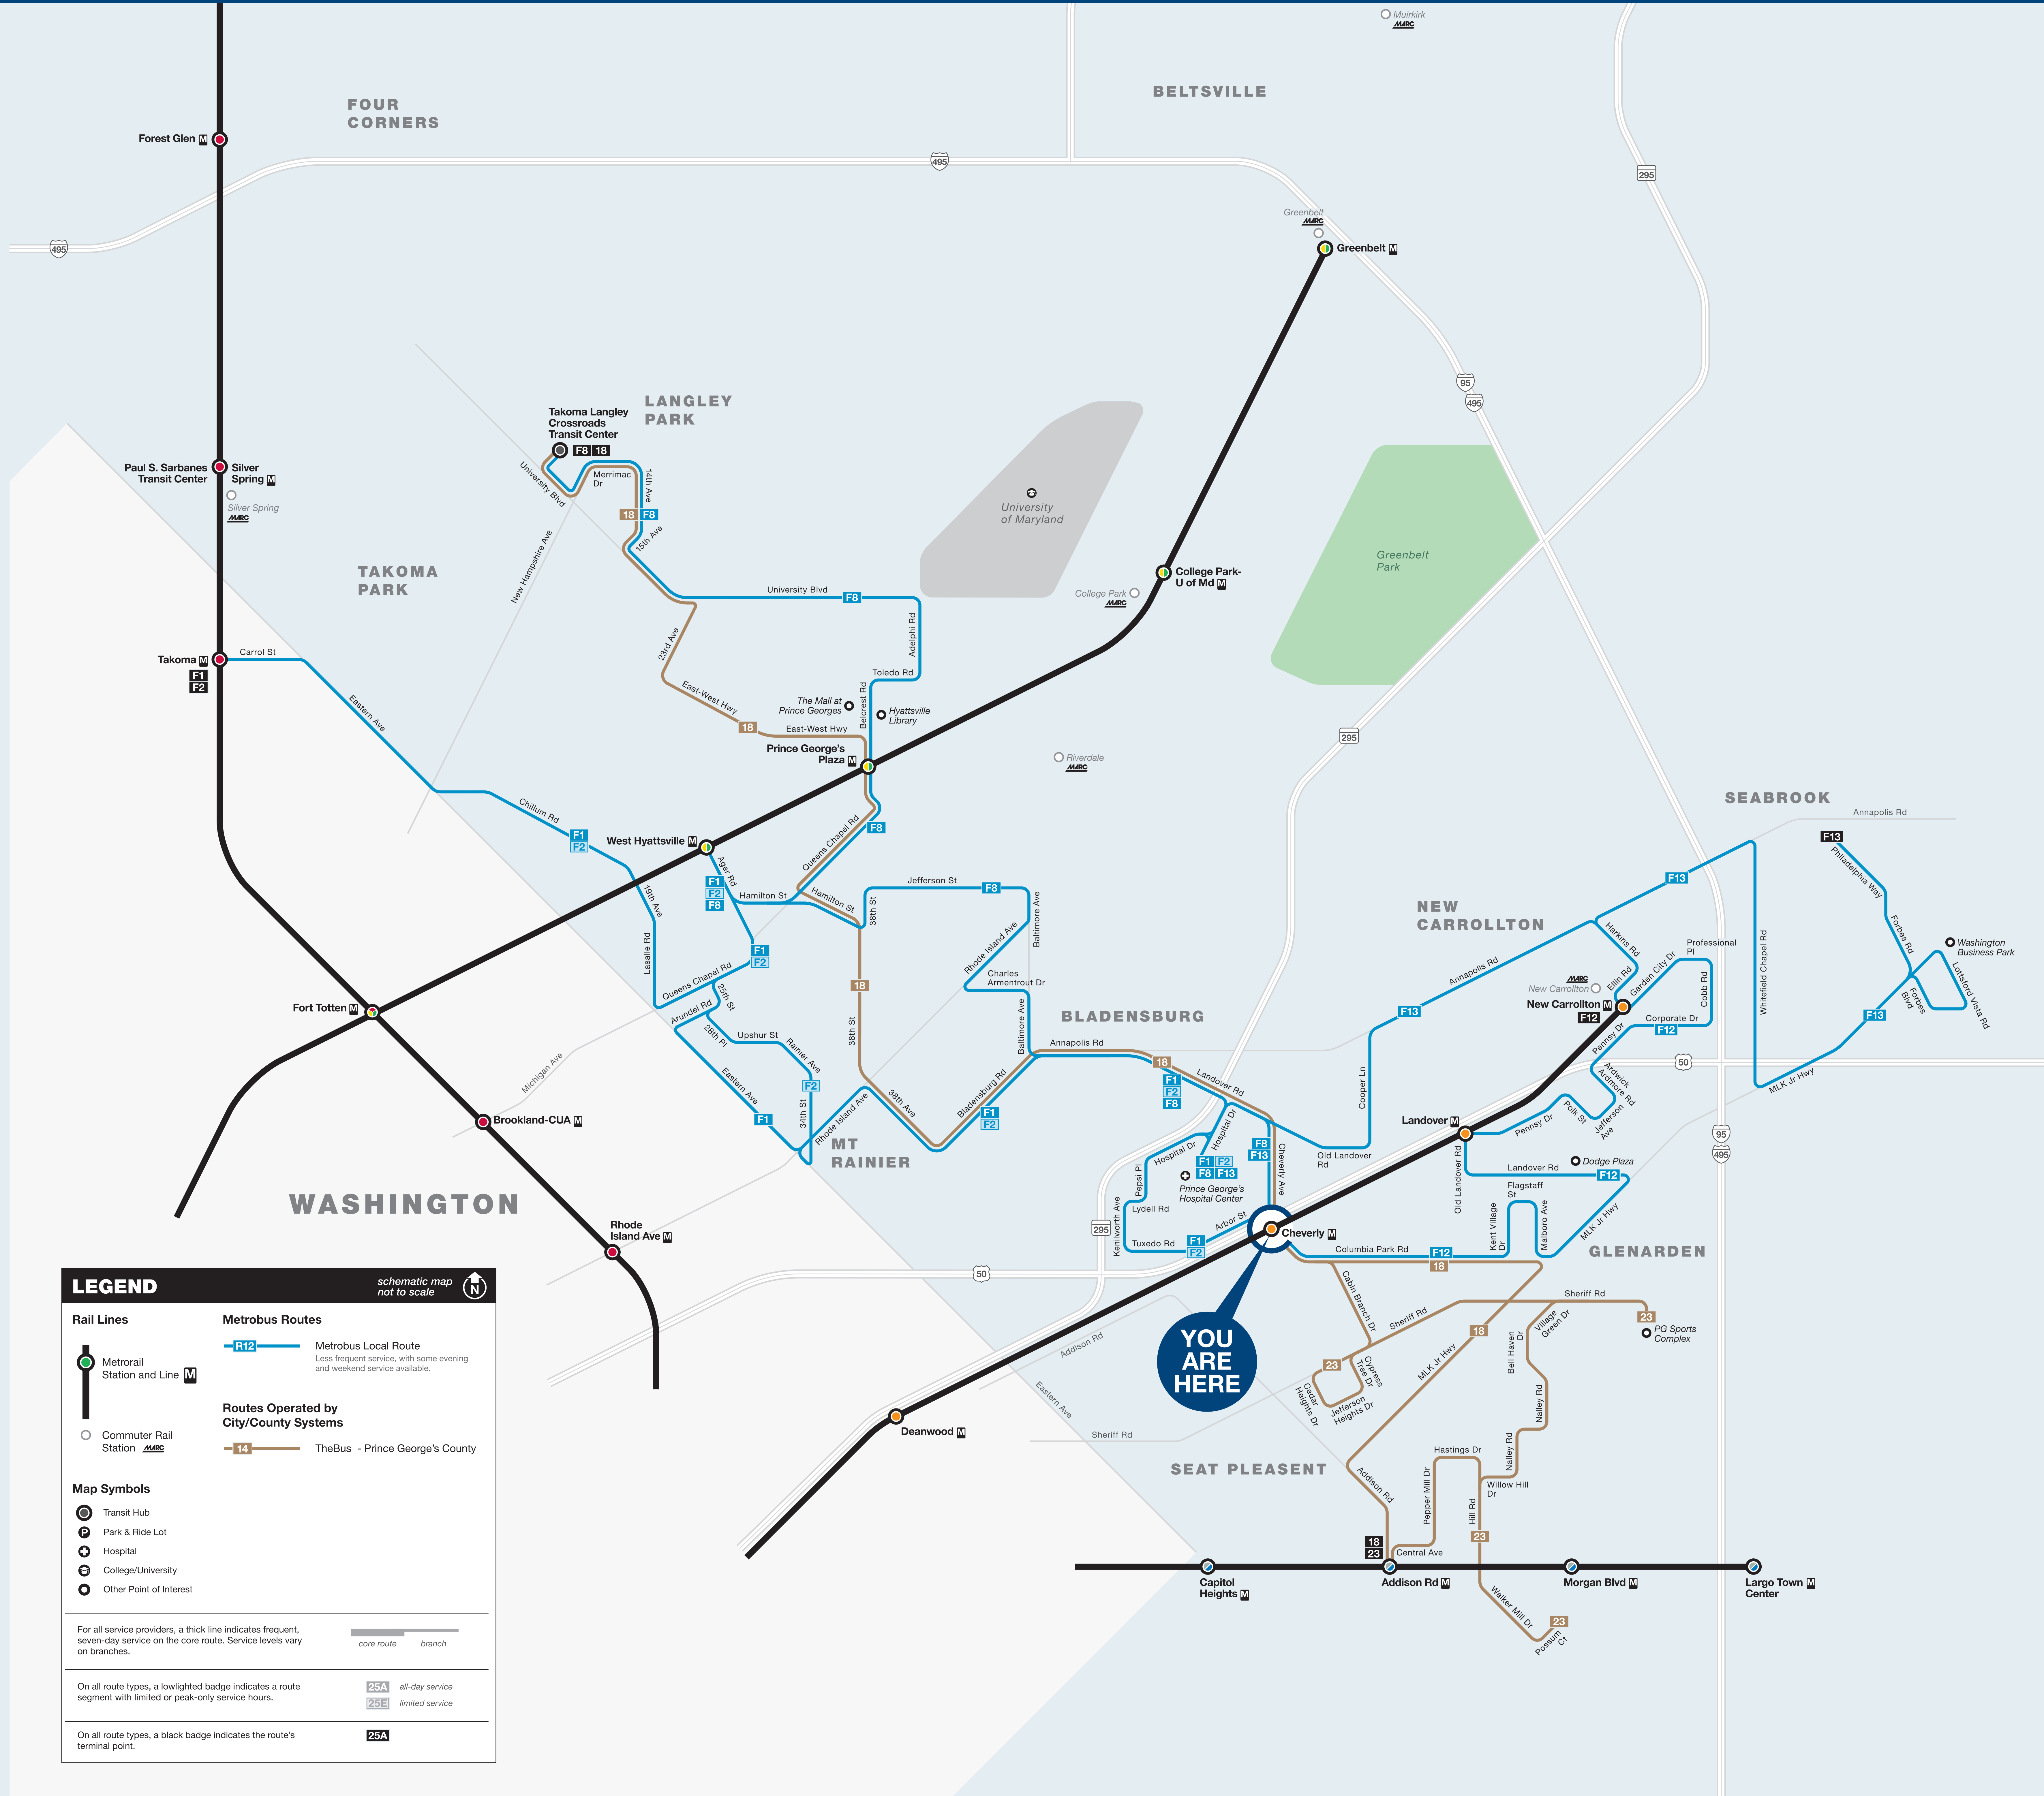 Muirkirk
MARC
FOUR
CORNERS
BELTSVILLE
Forest Glen M
495
295
495
Greenbelt
MARC
Greenbelt M
95
495
LANGLEY
PARK
Takoma Langley
Crossroads
Transit Center
F8 18
University Blvd
Merrimac
Dr
14th Ave
18 F8
15th Ave
Paul S. Sarbanes
Transit Center
Silver
Spring M
Silver Spring
MARC
University
of Maryland
Greenbelt
Park
New Hampshire Ave
TAKOMA
PARK
College Park-
U of Md M
College Park
MARC
University Blvd
F8
Adelphi Rd
23rd Ave
Takoma M
F1
F2
Carrol St
Eastern Ave
Toledo Rd
East-West Hwy
The Mall at
Prince Georges
Belcrest Rd
Hyattsville
Library
18
East-West Hwy
Prince George's
Plaza M
295
Riverdale
MARC
SEABROOK
Annapolis Rd
Chillum Rd
F1
F2
West Hyattsville M
Queens Chapel Rd
F8
F13
Philadelphia Way
Ager Rd
F1
F2
F8
Hamilton St
Hamilton St
38th St
Jefferson St
F8
Baltimore Ave
F13
19th Ave
NEW
CARROLLTON
Lasalle Rd
F1
F2
Rhode Island Ave
Harkins Rd
Professional
Pl
Forbes Rd
Washington
Business Park
Queens Chapel Rd
25th St
Charles
Armentrout Dr
Annapolis Rd
Ellin Rd
Garden City Dr
Cobb Rd
Whitefield Chapel Rd
Lottsford Vista Rd
18
MARC
New Carrollton
New Carrollton M
F12
Forbes
Blvd
Fort Totten M
Arundel Rd
28th Pl
Upshur St
38th St
Baltimore Ave
BLADENSBURG
F13
Corporate Dr
F12
F13
Pennsy Dr
Annapolis Rd
Rainier Ave
Michigan Ave
Eastern Ave
F2
38th Ave
Bladensburg Rd
18
F1
F2
F8
Landover Rd
Cooper Ln
50
Ardwick
Ardmore Rd
MLK Jr Hwy
F1
34th St
Rhode Island Ave
F1
F2
Hospital Dr
Landover M
Pennsy Dr
Polk St
Jefferson
Ave
95
495
Brookland-CUA M
MT
RAINIER
Hospital Dr
F8
F13
Cheverly Ave
Old Landover
Rd
Old Landover Rd
Dodge Plaza
Landover Rd
F12
WASHINGTON
Pepsi Pl
F1 F2
F8 F13
Prince George's
Hospital Center
Flagstaff
St
Lydell Rd
Kenilworth Ave
Arbor St
Kent Village
Dr
Malboro Ave
MLK Jr Hwy
Rhode
Island Ave M
295
Tuxedo Rd
F1
F2
Cheverly M
Columbia Park Rd
F12
18
GLENARDEN
50
Cabin Branch Dr
Sheriff Rd
Sheriff Rd
23
PG Sports
Complex
Village
Green Dr
Addison Rd
YOU
ARE
HERE
18
MLK Jr Hwy
Bell Haven
Dr
23
Cypress
Tree Dr
Cedar
Heights Dr
Jefferson
Heights Dr
Nalley Rd
Eastern Ave
Deanwood M
Sheriff Rd
SEAT PLEASENT
Addison Rd
Hastings Dr
Nalley Rd
Pepper Mill Dr
Willow Hill
Dr
Hill Rd
23
18
23
Central Ave
Capitol
Heights M
Addison Rd M
Morgan Blvd M
Largo Town M
Center
Walker Mill Dr
23
Possum
Ct
LEGEND
schematic map
not to scale
N
Rail Lines
Metrorail
Station and Line M
Commuter Rail
Station MARC
Metrobus Routes
R12
Metrobus Local Route
Less frequent service, with some evening
and weekend service available.
Routes Operated by
City/County Systems
14
TheBus - Prince George's County
Map Symbols
Transit Hub
P Park & Ride Lot
Hospital
College/University
Other Point of Interest
For all service providers, a thick line indicates frequent,
seven-day service on the core route. Service levels vary
on branches.
core route branch
On all route types, a lowlighted badge indicates a route
segment with limited or peak-only service hours.
25A all-day service
25E limited service
On all route types, a black badge indicates the route's
terminal point.
25A